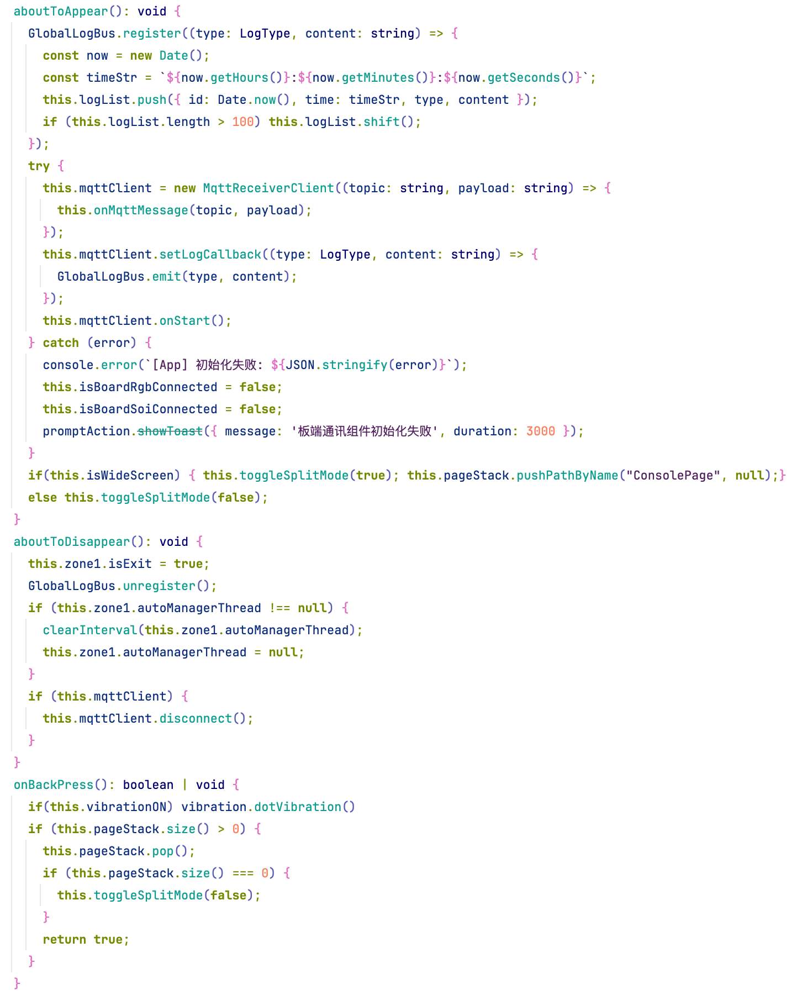 aboutToAppear(): void {
  GlobalLogBus.register((type: LogType, content: string) => {
    const now = new Date();
    const timeStr = `${now.getHours()}:${now.getMinutes()}:${now.getSeconds()}`;
    this.logList.push({ id: Date.now(), time: timeStr, type, content });
    if (this.logList.length > 100) this.logList.shift();
  });
  try {
    this.mqttClient = new MqttReceiverClient((topic: string, payload: string) => {
      this.onMqttMessage(topic, payload);
    });
    this.mqttClient.setLogCallback((type: LogType, content: string) => {
      GlobalLogBus.emit(type, content);
    });
    this.mqttClient.onStart();
  } catch (error) {
    console.error(`[App] 初始化失败: ${JSON.stringify(error)}`);
    this.isBoardRgbConnected = false;
    this.isBoardSoiConnected = false;
    promptAction.showToast({ message: '板端通讯组件初始化失败', duration: 3000 });
  }
  if(this.isWideScreen) { this.toggleSplitMode(true); this.pageStack.pushPathByName("ConsolePage", null);}
  else this.toggleSplitMode(false);
}
aboutToDisappear(): void {
  this.zone1.isExit = true;
  GlobalLogBus.unregister();
  if (this.zone1.autoManagerThread !== null) {
    clearInterval(this.zone1.autoManagerThread);
    this.zone1.autoManagerThread = null;
  }
  if (this.mqttClient) {
    this.mqttClient.disconnect();
  }
}
onBackPress(): boolean | void {
  if(this.vibrationON) vibration.dotVibration()
  if (this.pageStack.size() > 0) {
    this.pageStack.pop();
    if (this.pageStack.size() === 0) {
      this.toggleSplitMode(false);
    }
    return true;
  }
}